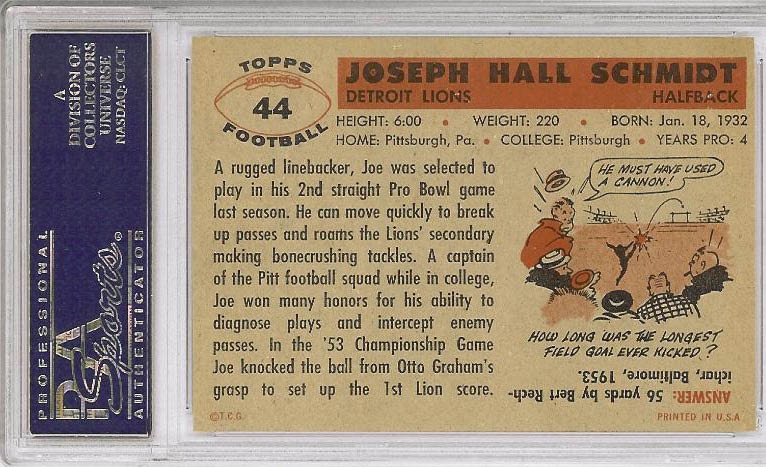 A
DIVISION OF
COLLECTORS
UNIVERSE
NASDAQ: CLCT
PROFESSIONAL
PSA
Sports®
AUTHENTICATOR
TOPPS
44
FOOTBALL
JOSEPH HALL SCHMIDT
DETROIT LIONS HALFBACK
HEIGHT: 6:00 • WEIGHT: 220 • BORN: Jan. 18, 1932
HOME: Pittsburgh, Pa. • COLLEGE: Pittsburgh • YEARS PRO: 4
A rugged linebacker, Joe was selected to
play in his 2nd straight Pro Bowl game
last season. He can move quickly to break
up passes and roams the Lions' secondary
making bonecrushing tackles. A captain
of the Pitt football squad while in college,
Joe won many honors for his ability to
diagnose plays and intercept enemy
passes. In the '53 Championship Game
Joe knocked the ball from Otto Graham's
grasp to set up the 1st Lion score.
©T.C.G.
HE MUST HAVE USED
A CANNON!
HOW LONG WAS THE LONGEST
FIELD GOAL EVER KICKED?
ANSWER: 56 yards by Bert Rech-
ichar, Baltimore, 1953.
PRINTED IN U.S.A